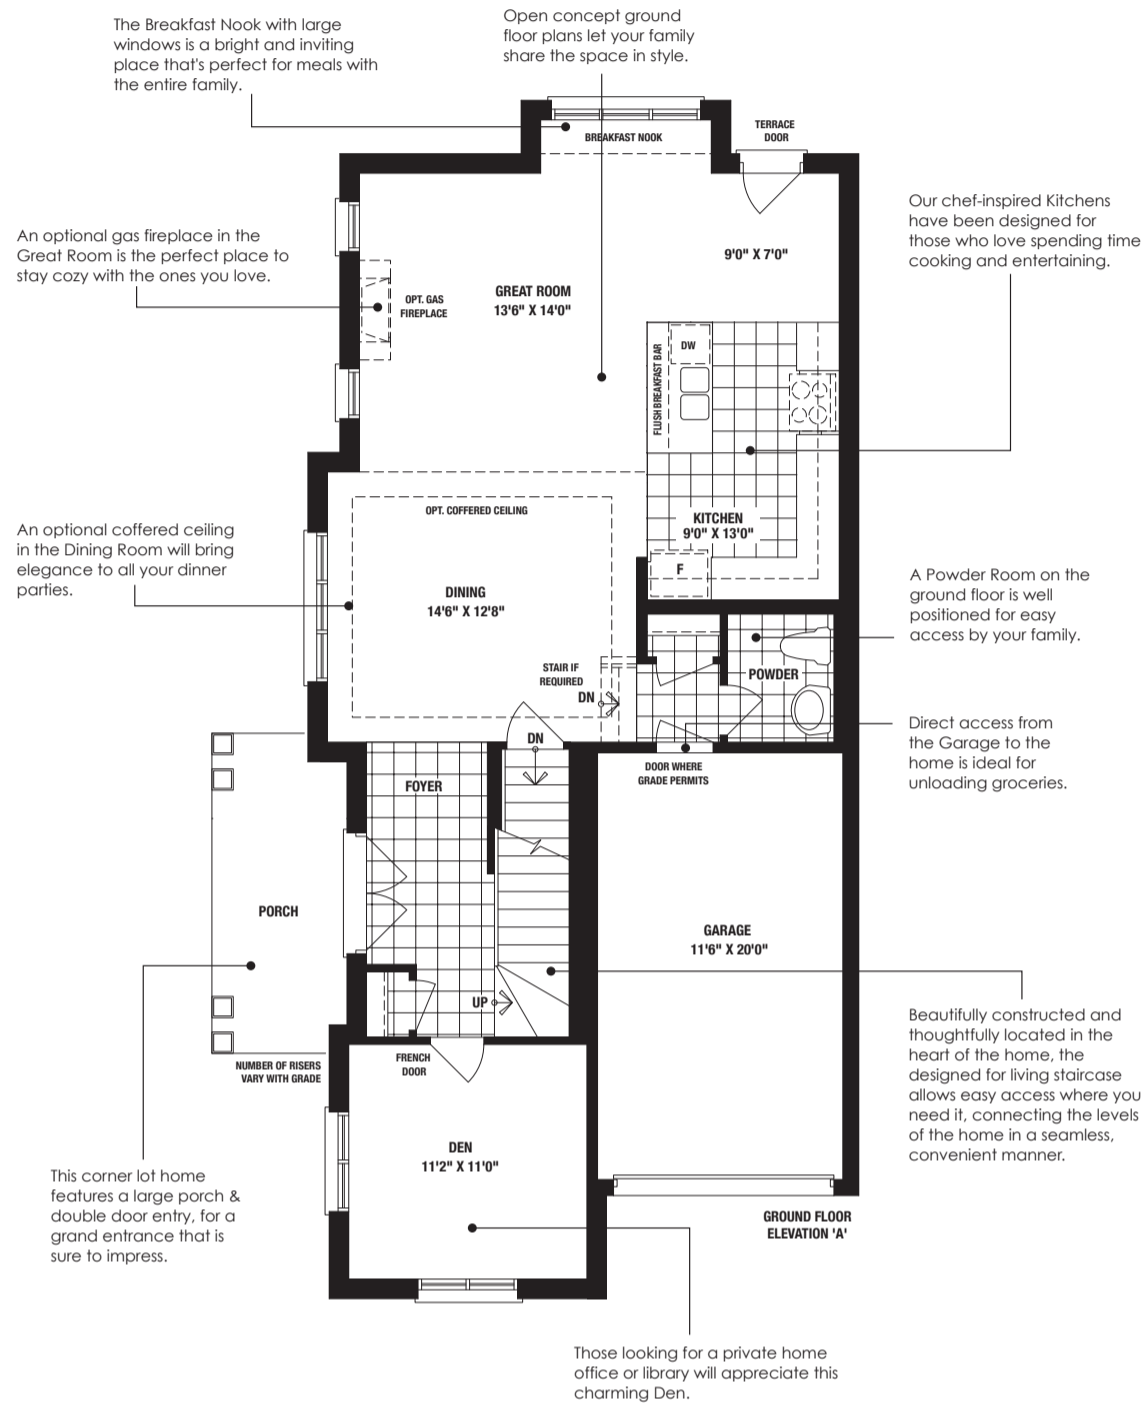 The Breakfast Nook with large
windows is a bright and inviting
place that's perfect for meals with
the entire family.
Open concept ground
floor plans let your family
share the space in style.
BREAKFAST NOOK
TERRACE
DOOR
Our chef-inspired Kitchens
have been designed for
those who love spending time
cooking and entertaining.
An optional gas fireplace in the
Great Room is the perfect place to
stay cozy with the ones you love.
9'0" X 7'0"
OPT. GAS
FIREPLACE
GREAT ROOM
13'6" X 14'0"
DW
FLUSH BREAKFAST BAR
An optional coffered ceiling
in the Dining Room will bring
elegance to all your dinner
parties.
OPT. COFFERED CEILING
KITCHEN
9'0" X 13'0"
F
DINING
14'6" X 12'8"
A Powder Room on the
ground floor is well
positioned for easy
access by your family.
STAIR IF
REQUIRED
DN
POWDER
DN
Direct access from
the Garage to the
home is ideal for
unloading groceries.
DOOR WHERE
GRADE PERMITS
FOYER
PORCH
GARAGE
11'6" X 20'0"
UP
NUMBER OF RISERS
VARY WITH GRADE
FRENCH
DOOR
Beautifully constructed and
thoughtfully located in the
heart of the home, the
designed for living staircase
allows easy access where you
need it, connecting the levels
of the home in a seamless,
convenient manner.
DEN
11'2" X 11'0"
This corner lot home
features a large porch &
double door entry, for a
grand entrance that is
sure to impress.
GROUND FLOOR
ELEVATION 'A'
Those looking for a private home
office or library will appreciate this
charming Den.